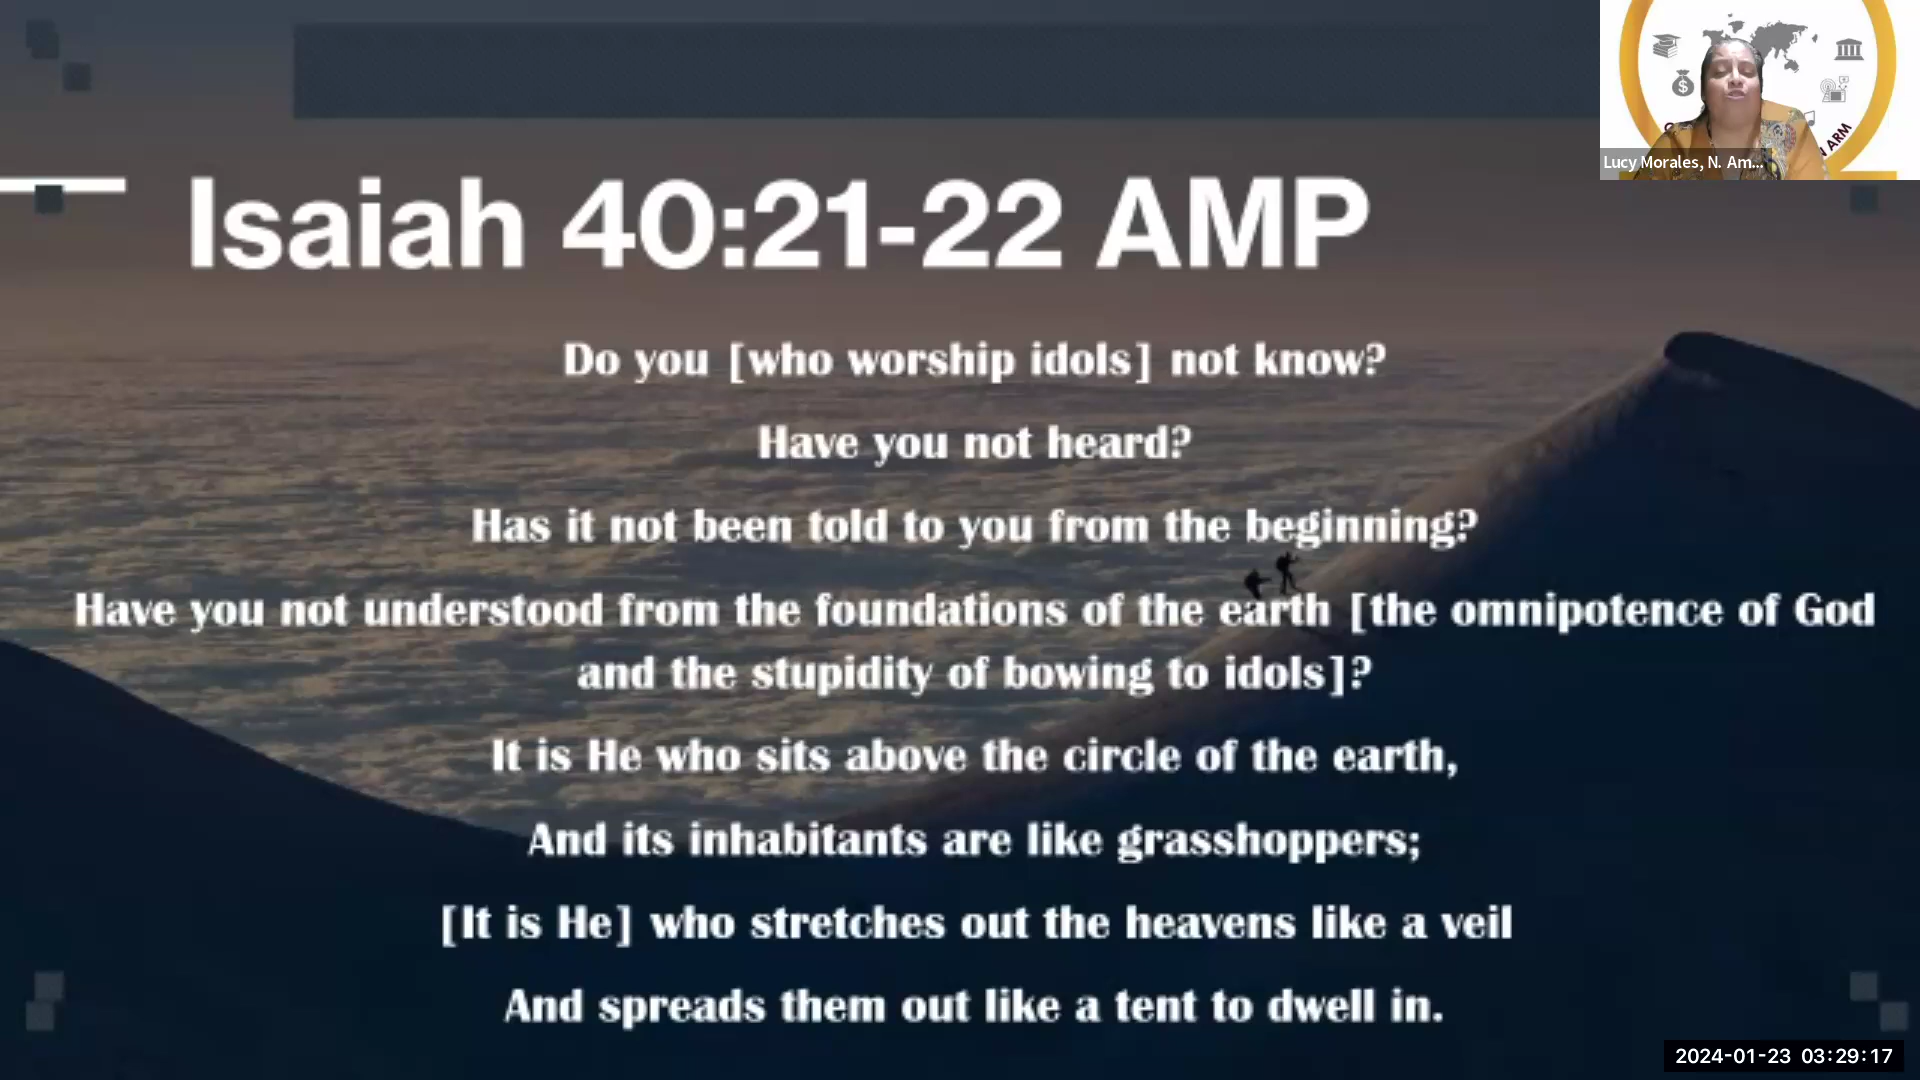 Isaiah 40:21-22 AMP
Do you [who worship idols] not know?
Have you not heard?
Has it not been told to you from the beginning?
Have you not understood from the foundations of the earth [the omnipotence of God
and the stupidity of bowing to idols]?
It is He who sits above the circle of the earth,
And its inhabitants are like grasshoppers;
[It is He] who stretches out the heavens like a veil
And spreads them out like a tent to dwell in.
ARM
Lucy Morales, N. Am...
2024-01-23 03:29:17